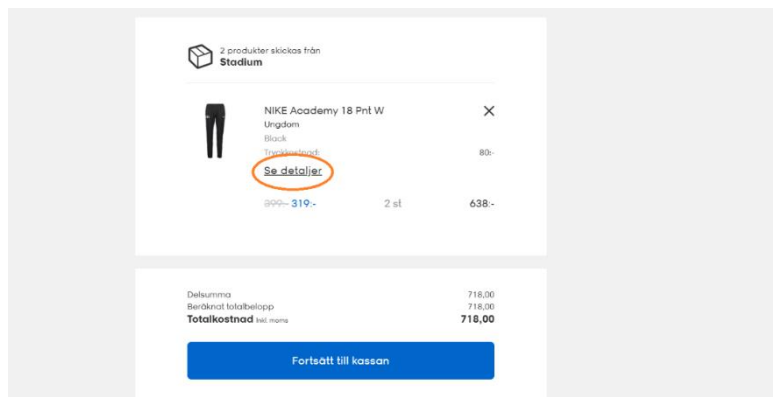 2 produkter skickas från
Stadium
NIKE Academy 18 Pnt W
Ungdom
Black
Tryckkostnad: 80:-
Se detaljer
399:- 319:- 2 st 638:-
Delsumma 718,00
Beräknat totalbelopp 718,00
Totalkostnad Inkl. moms 718,00
Fortsätt till kassan